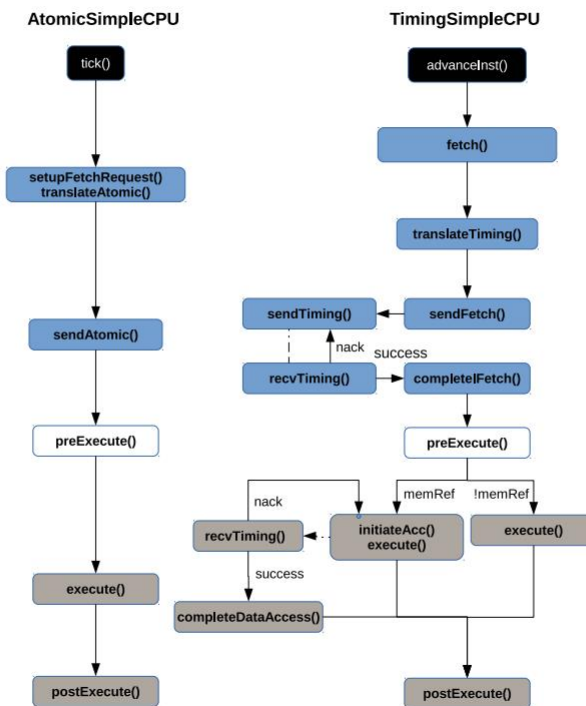 AtomicSimpleCPU
tick()
setupFetchRequest()
translateAtomic()
sendAtomic()
preExecute()
execute()
postExecute()
TimingSimpleCPU
advanceInst()
fetch()
translateTiming()
sendTiming()
sendFetch()
nack
success
recvTiming()
completeIFetch()
preExecute()
memRef
!memRef
nack
recvTiming()
initiateAcc()
execute()
execute()
success
completeDataAccess()
postExecute()